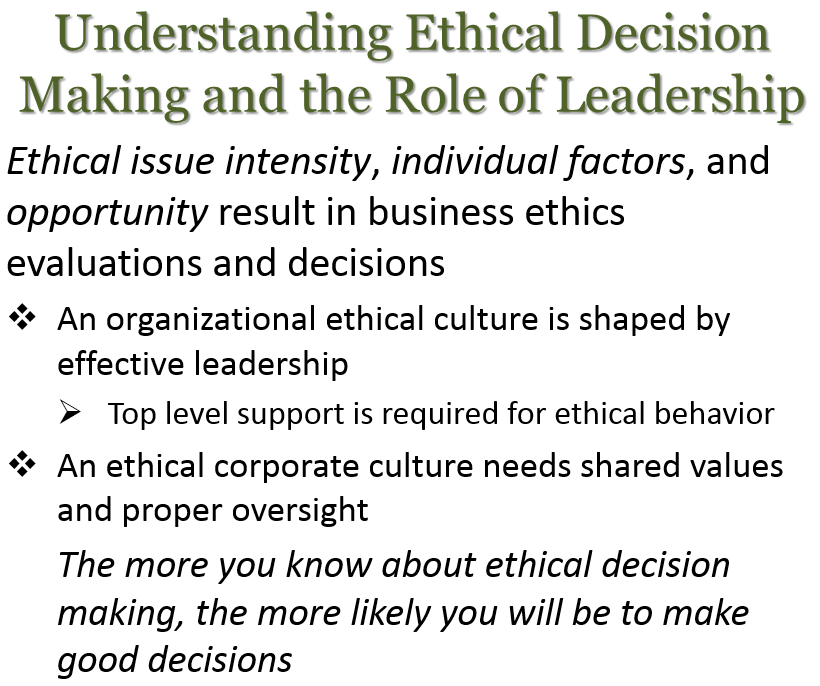 Understanding Ethical Decision
Making and the Role of Leadership
Ethical issue intensity, individual factors, and
opportunity result in business ethics
evaluations and decisions
❖ An organizational ethical culture is shaped by
effective leadership
➢ Top level support is required for ethical behavior
❖ An ethical corporate culture needs shared values
and proper oversight
The more you know about ethical decision
making, the more likely you will be to make
good decisions